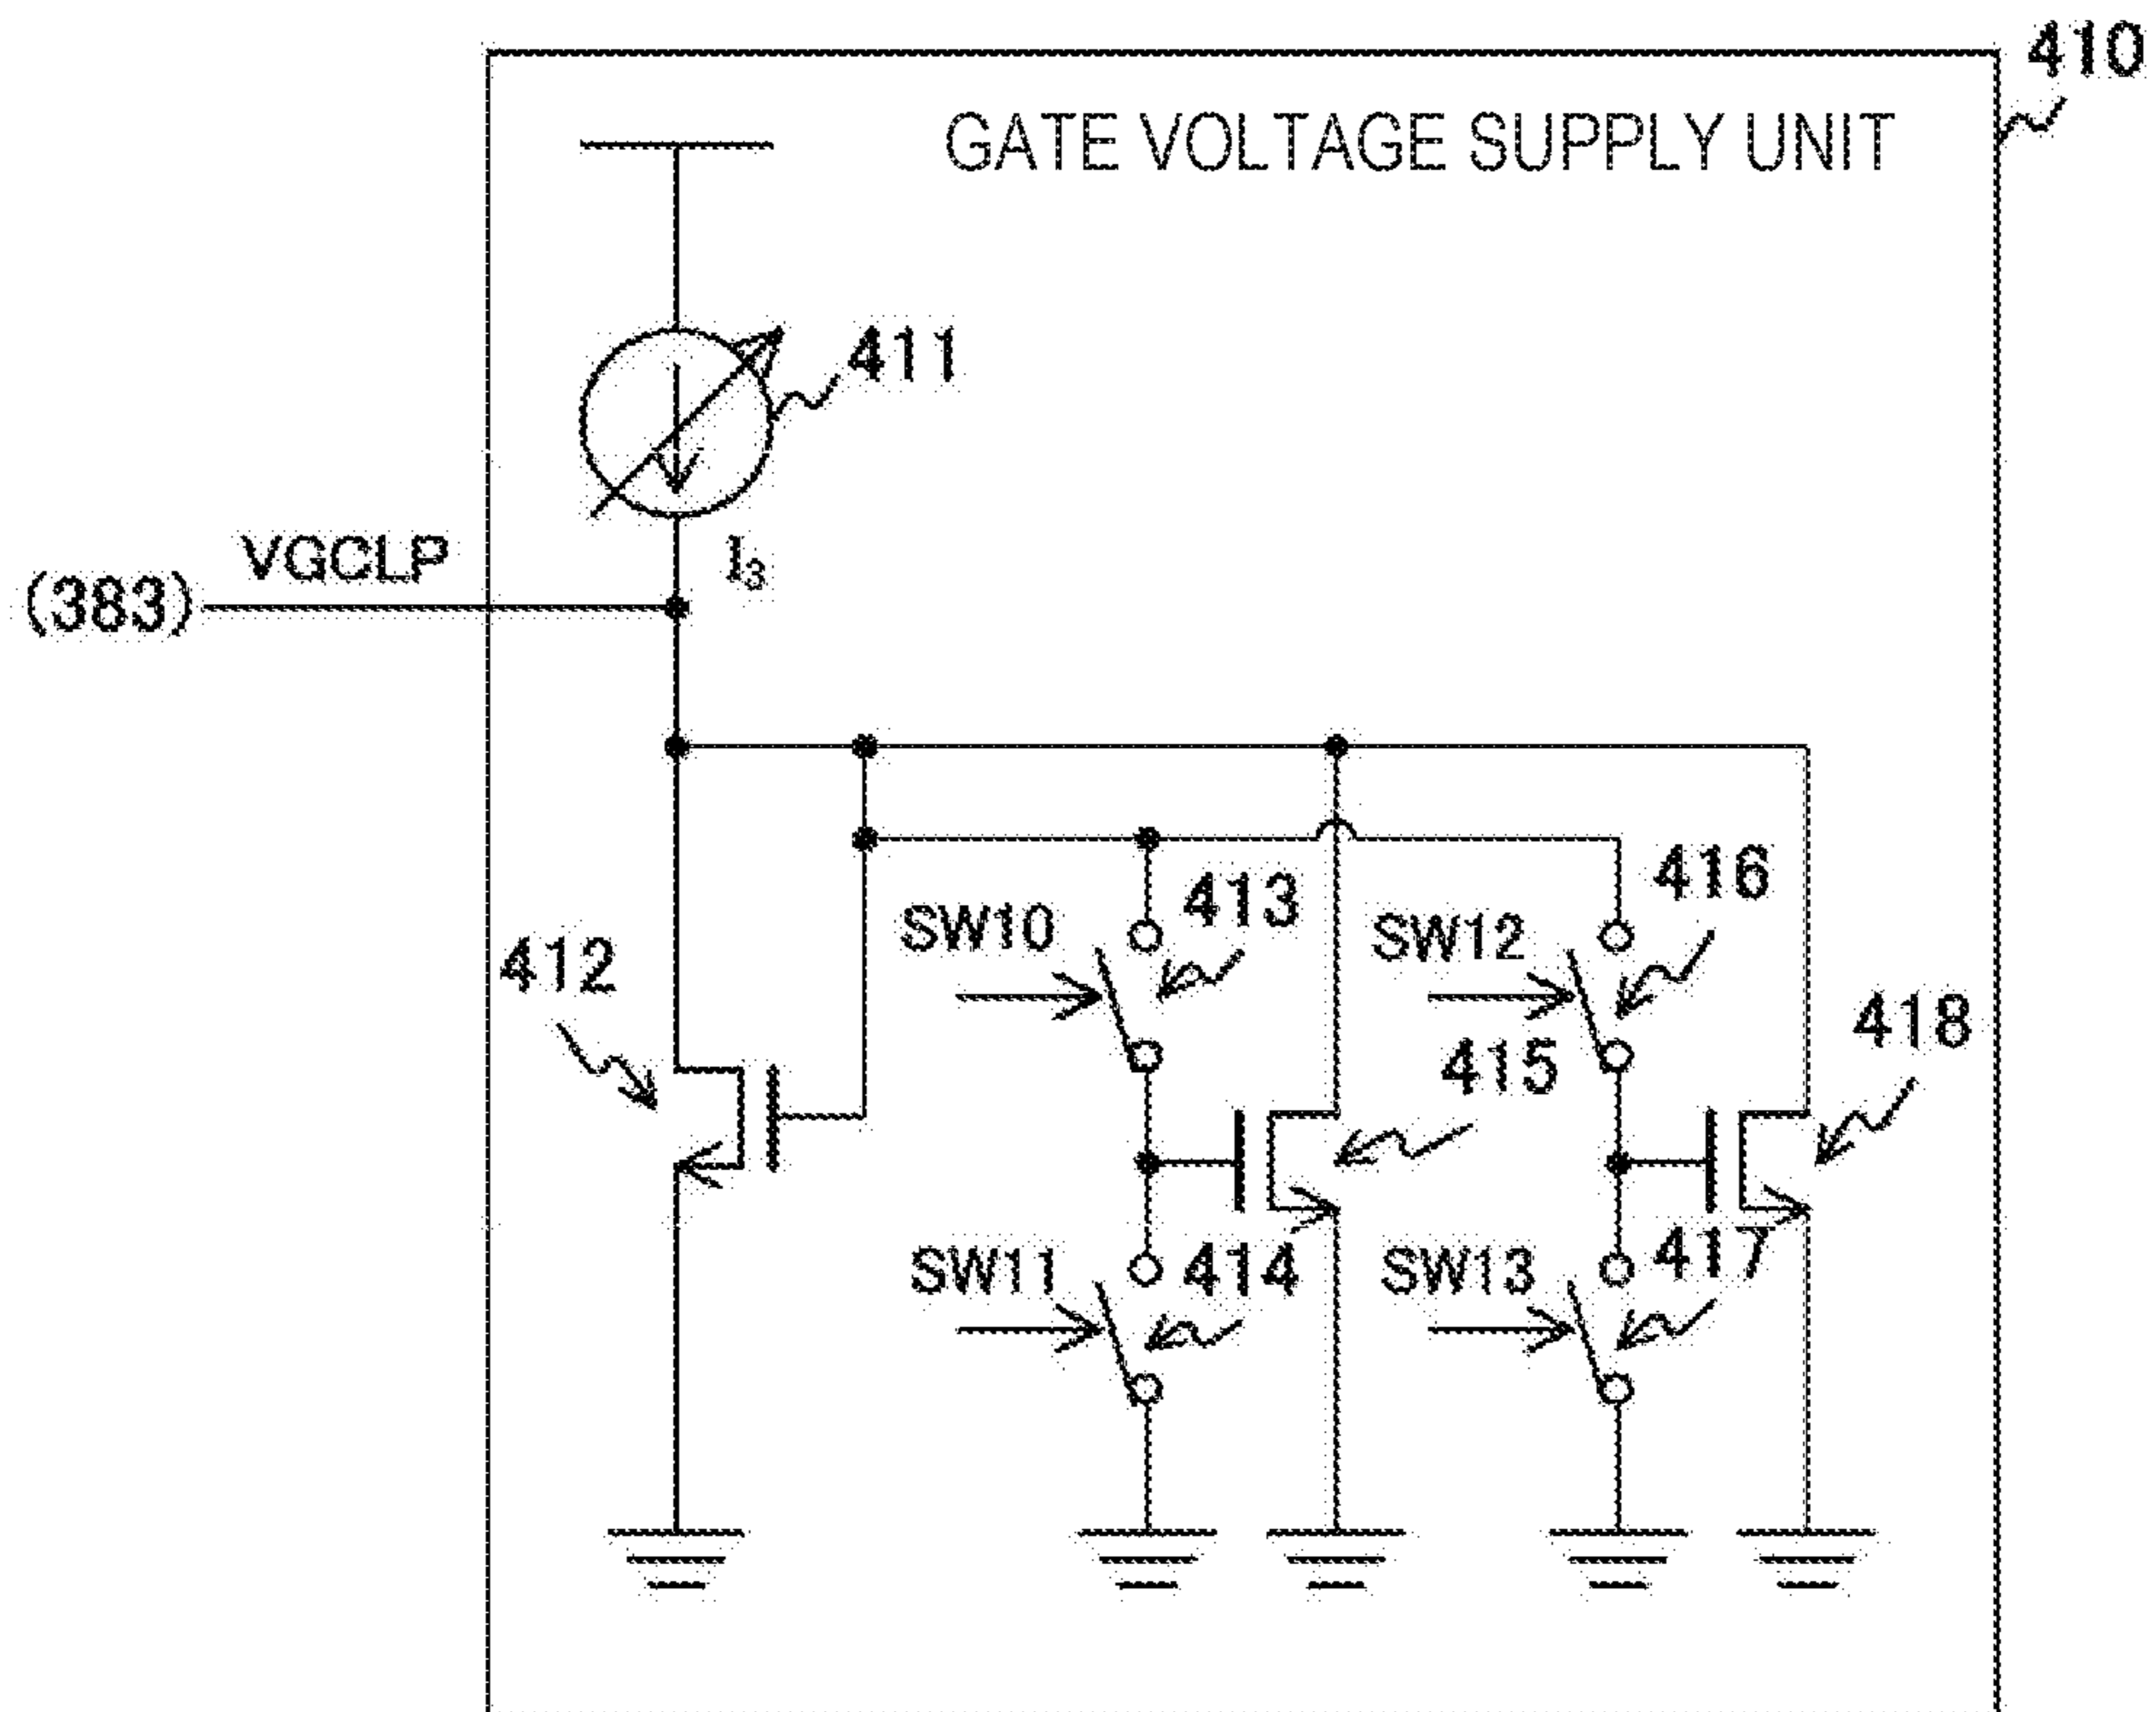 410
GATE VOLTAGE SUPPLY UNIT
411
VGCLP
I3
(383)
413
416
SW10
SW12
412
418
415
SW11
414
SW13
417